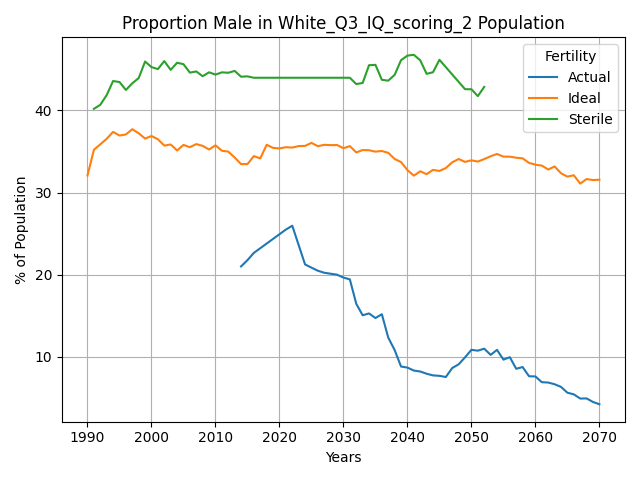 Proportion Male in White_Q3_IQ_scoring_2 Population
Fertility
Actual
Ideal
Sterile
% of Population
40
30
20
10
1990 2000 2010 2020 2030 2040 2050 2060 2070
Years